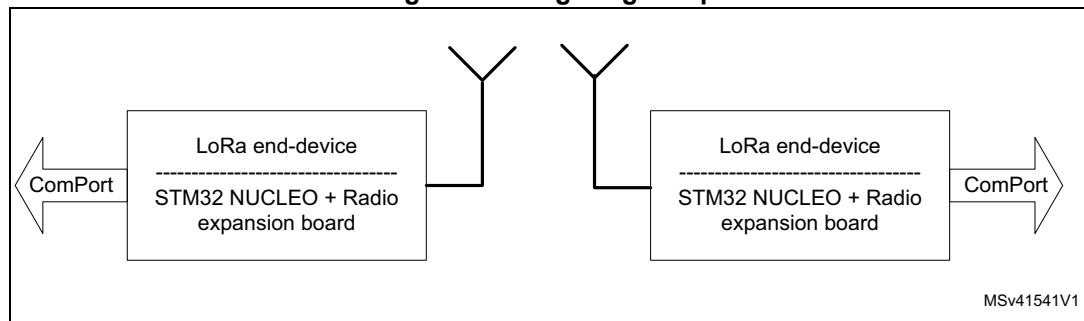 ComPort
LoRa end-device
STM32 NUCLEO + Radio
expansion board
LoRa end-device
STM32 NUCLEO + Radio
expansion board
ComPort
MSv41541V1